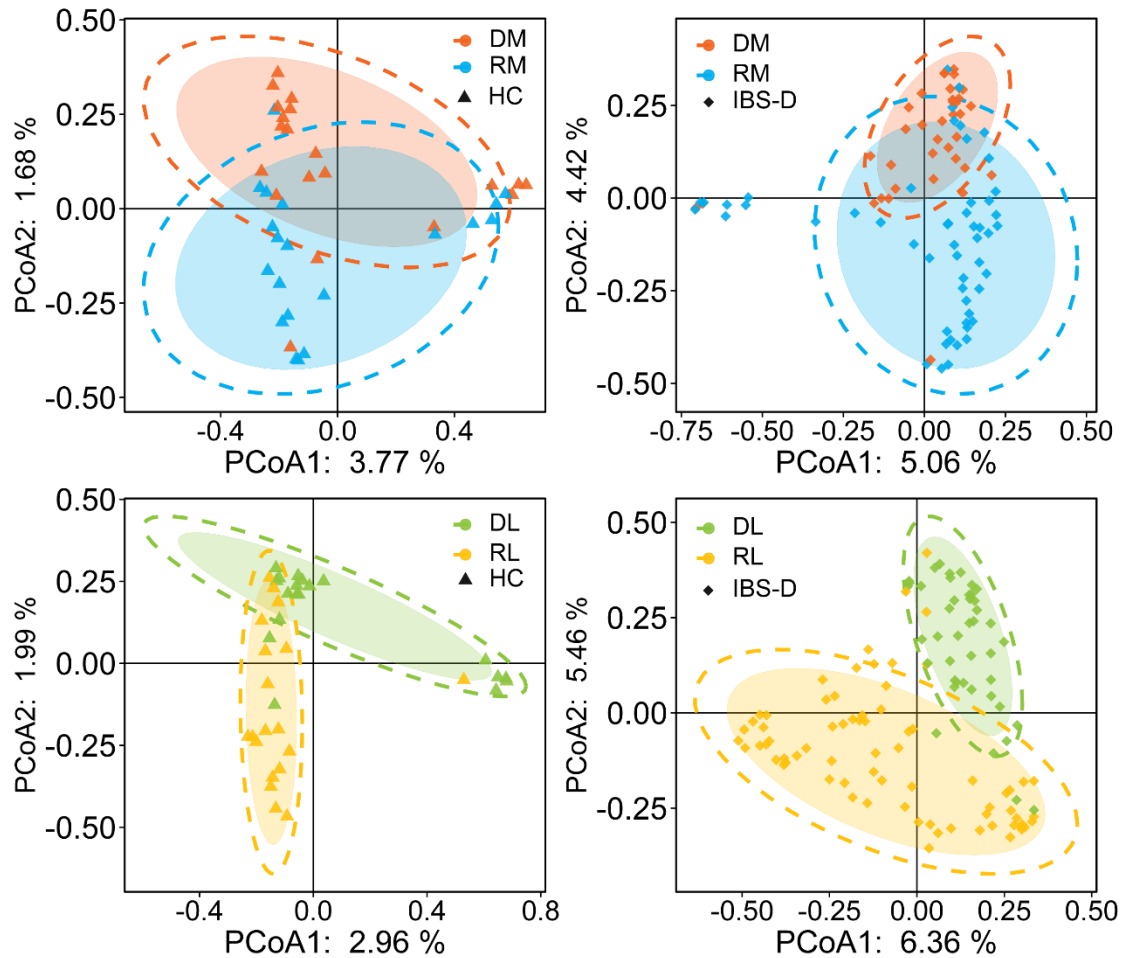 0.50
0.25
0.00
-0.25
-0.50
PCoA2: 1.68 %
DM
RM
HC
-0.4
0.0
0.4
PCoA1: 3.77 %
0.25
0.00
-0.25
-0.50
PCoA2: 4.42 %
DM
RM
IBS-D
-0.75
-0.50
-0.25
0.00
0.25
0.50
PCoA1: 5.06 %
0.50
0.25
0.00
-0.25
-0.50
PCoA2: 1.99 %
DL
RL
HC
-0.4
0.0
0.4
0.8
PCoA1: 2.96 %
0.50
0.25
0.00
-0.25
PCoA2: 5.46 %
DL
RL
IBS-D
-0.50
-0.25
0.00
0.25
0.50
PCoA1: 6.36 %